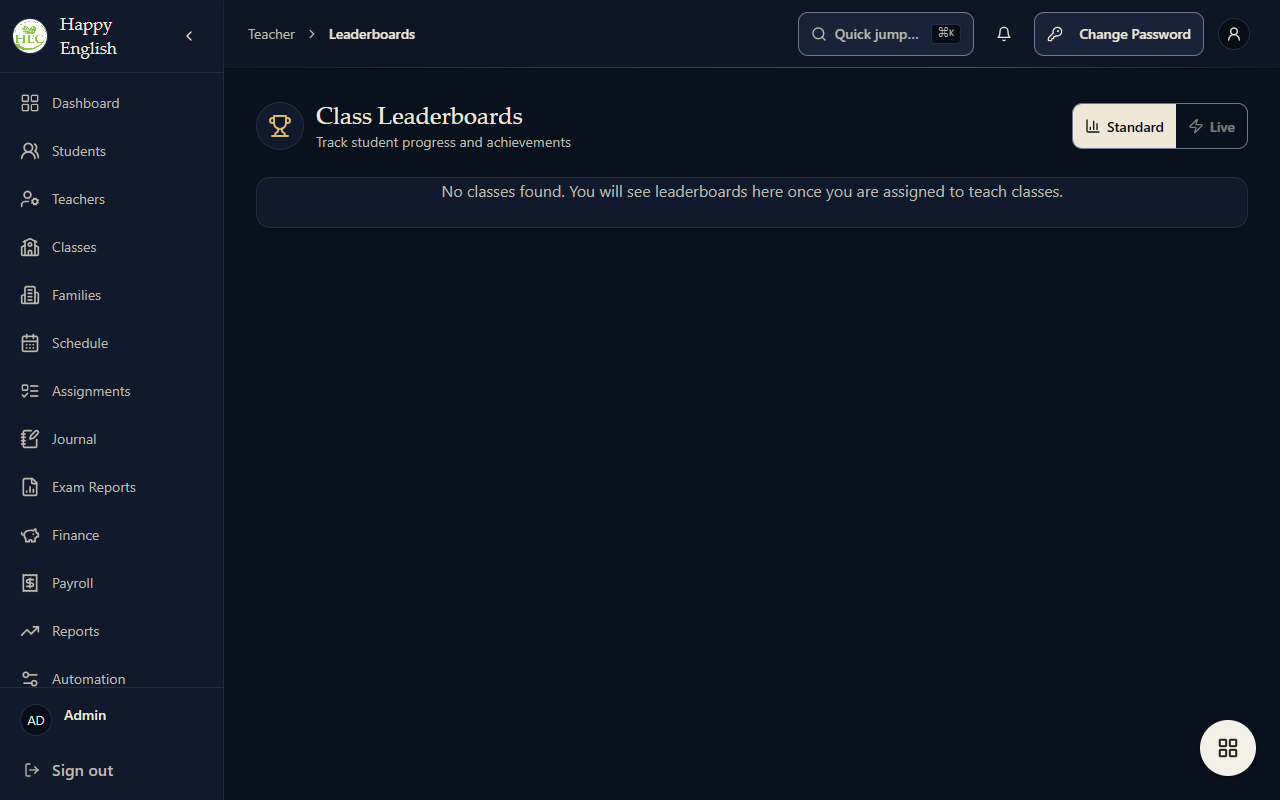 HEC
Happy
English
Teacher
Leaderboards
Quick jump...
⌘K
Change Password
Dashboard
Students
Teachers
Classes
Families
Schedule
Assignments
Journal
Exam Reports
Finance
Payroll
Reports
Automation
AD
Admin
Sign out
Class Leaderboards
Track student progress and achievements
Standard
Live
No classes found. You will see leaderboards here once you are assigned to teach classes.